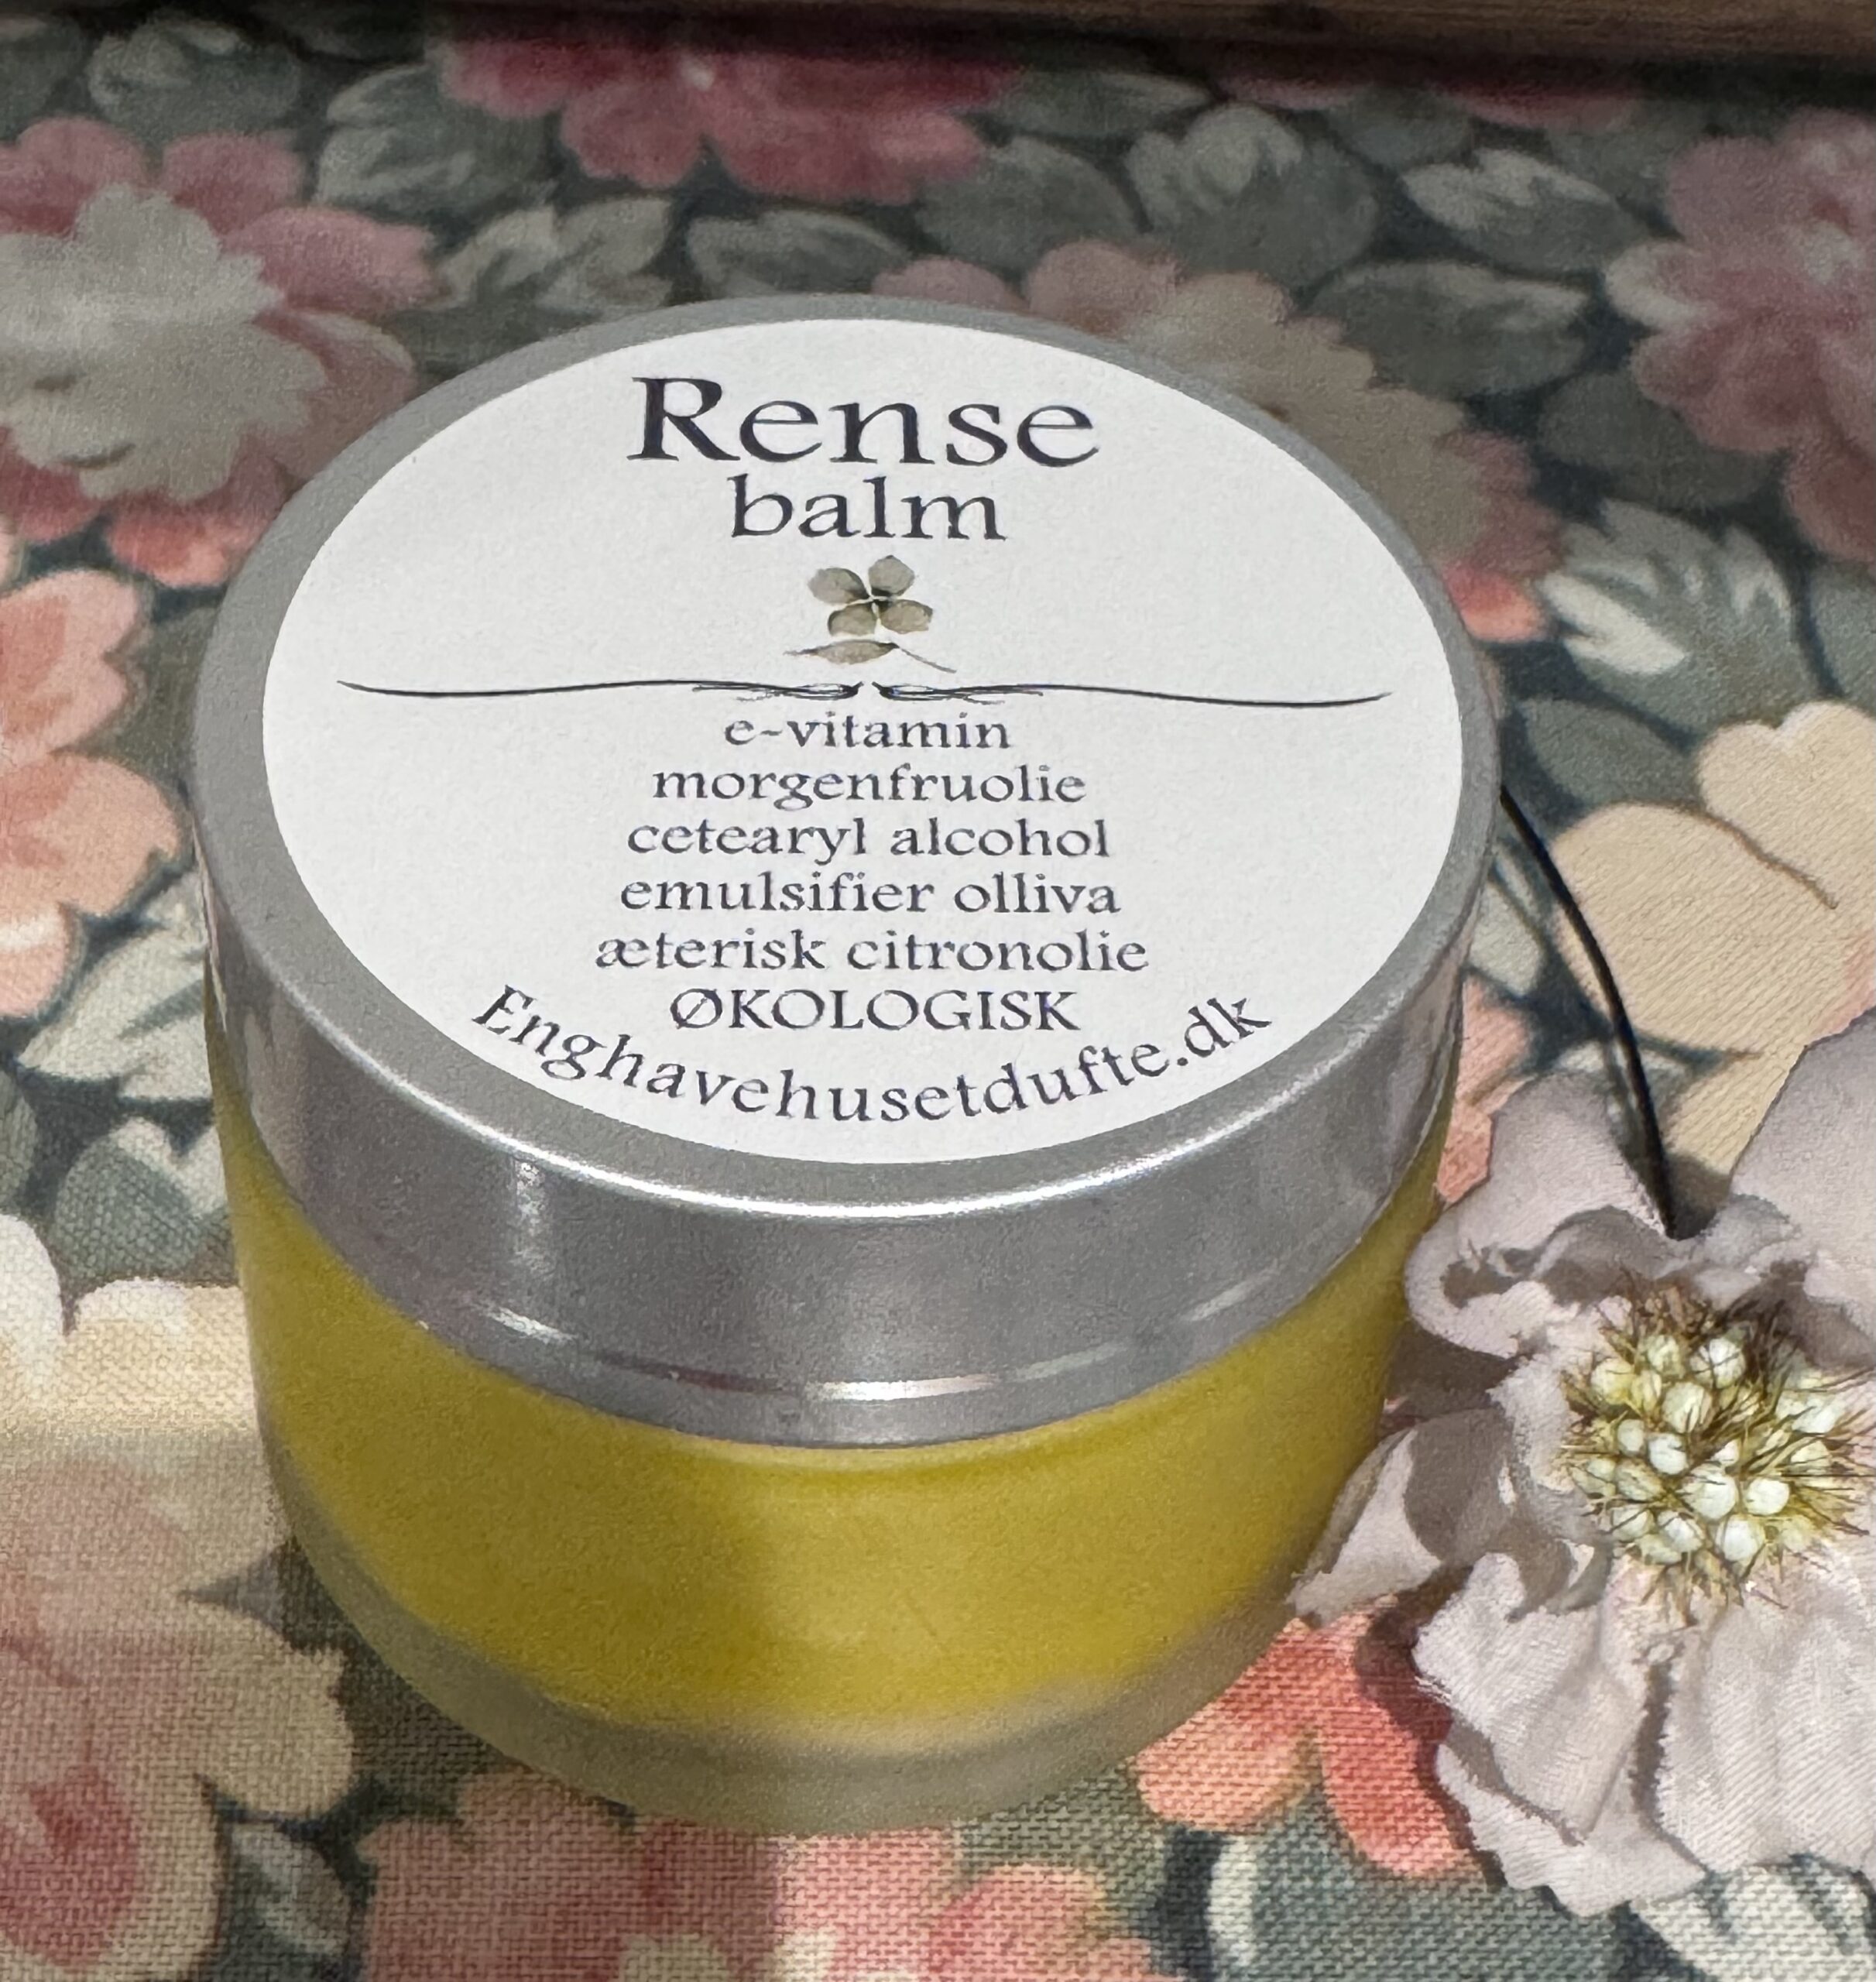 Rense
balm
e-vitamin
morgenfruolie
cetearyl alcohol
emulsifier olliva
æterisk citronolie
ØKOLOGISK
Enghavehusetdufte.dk